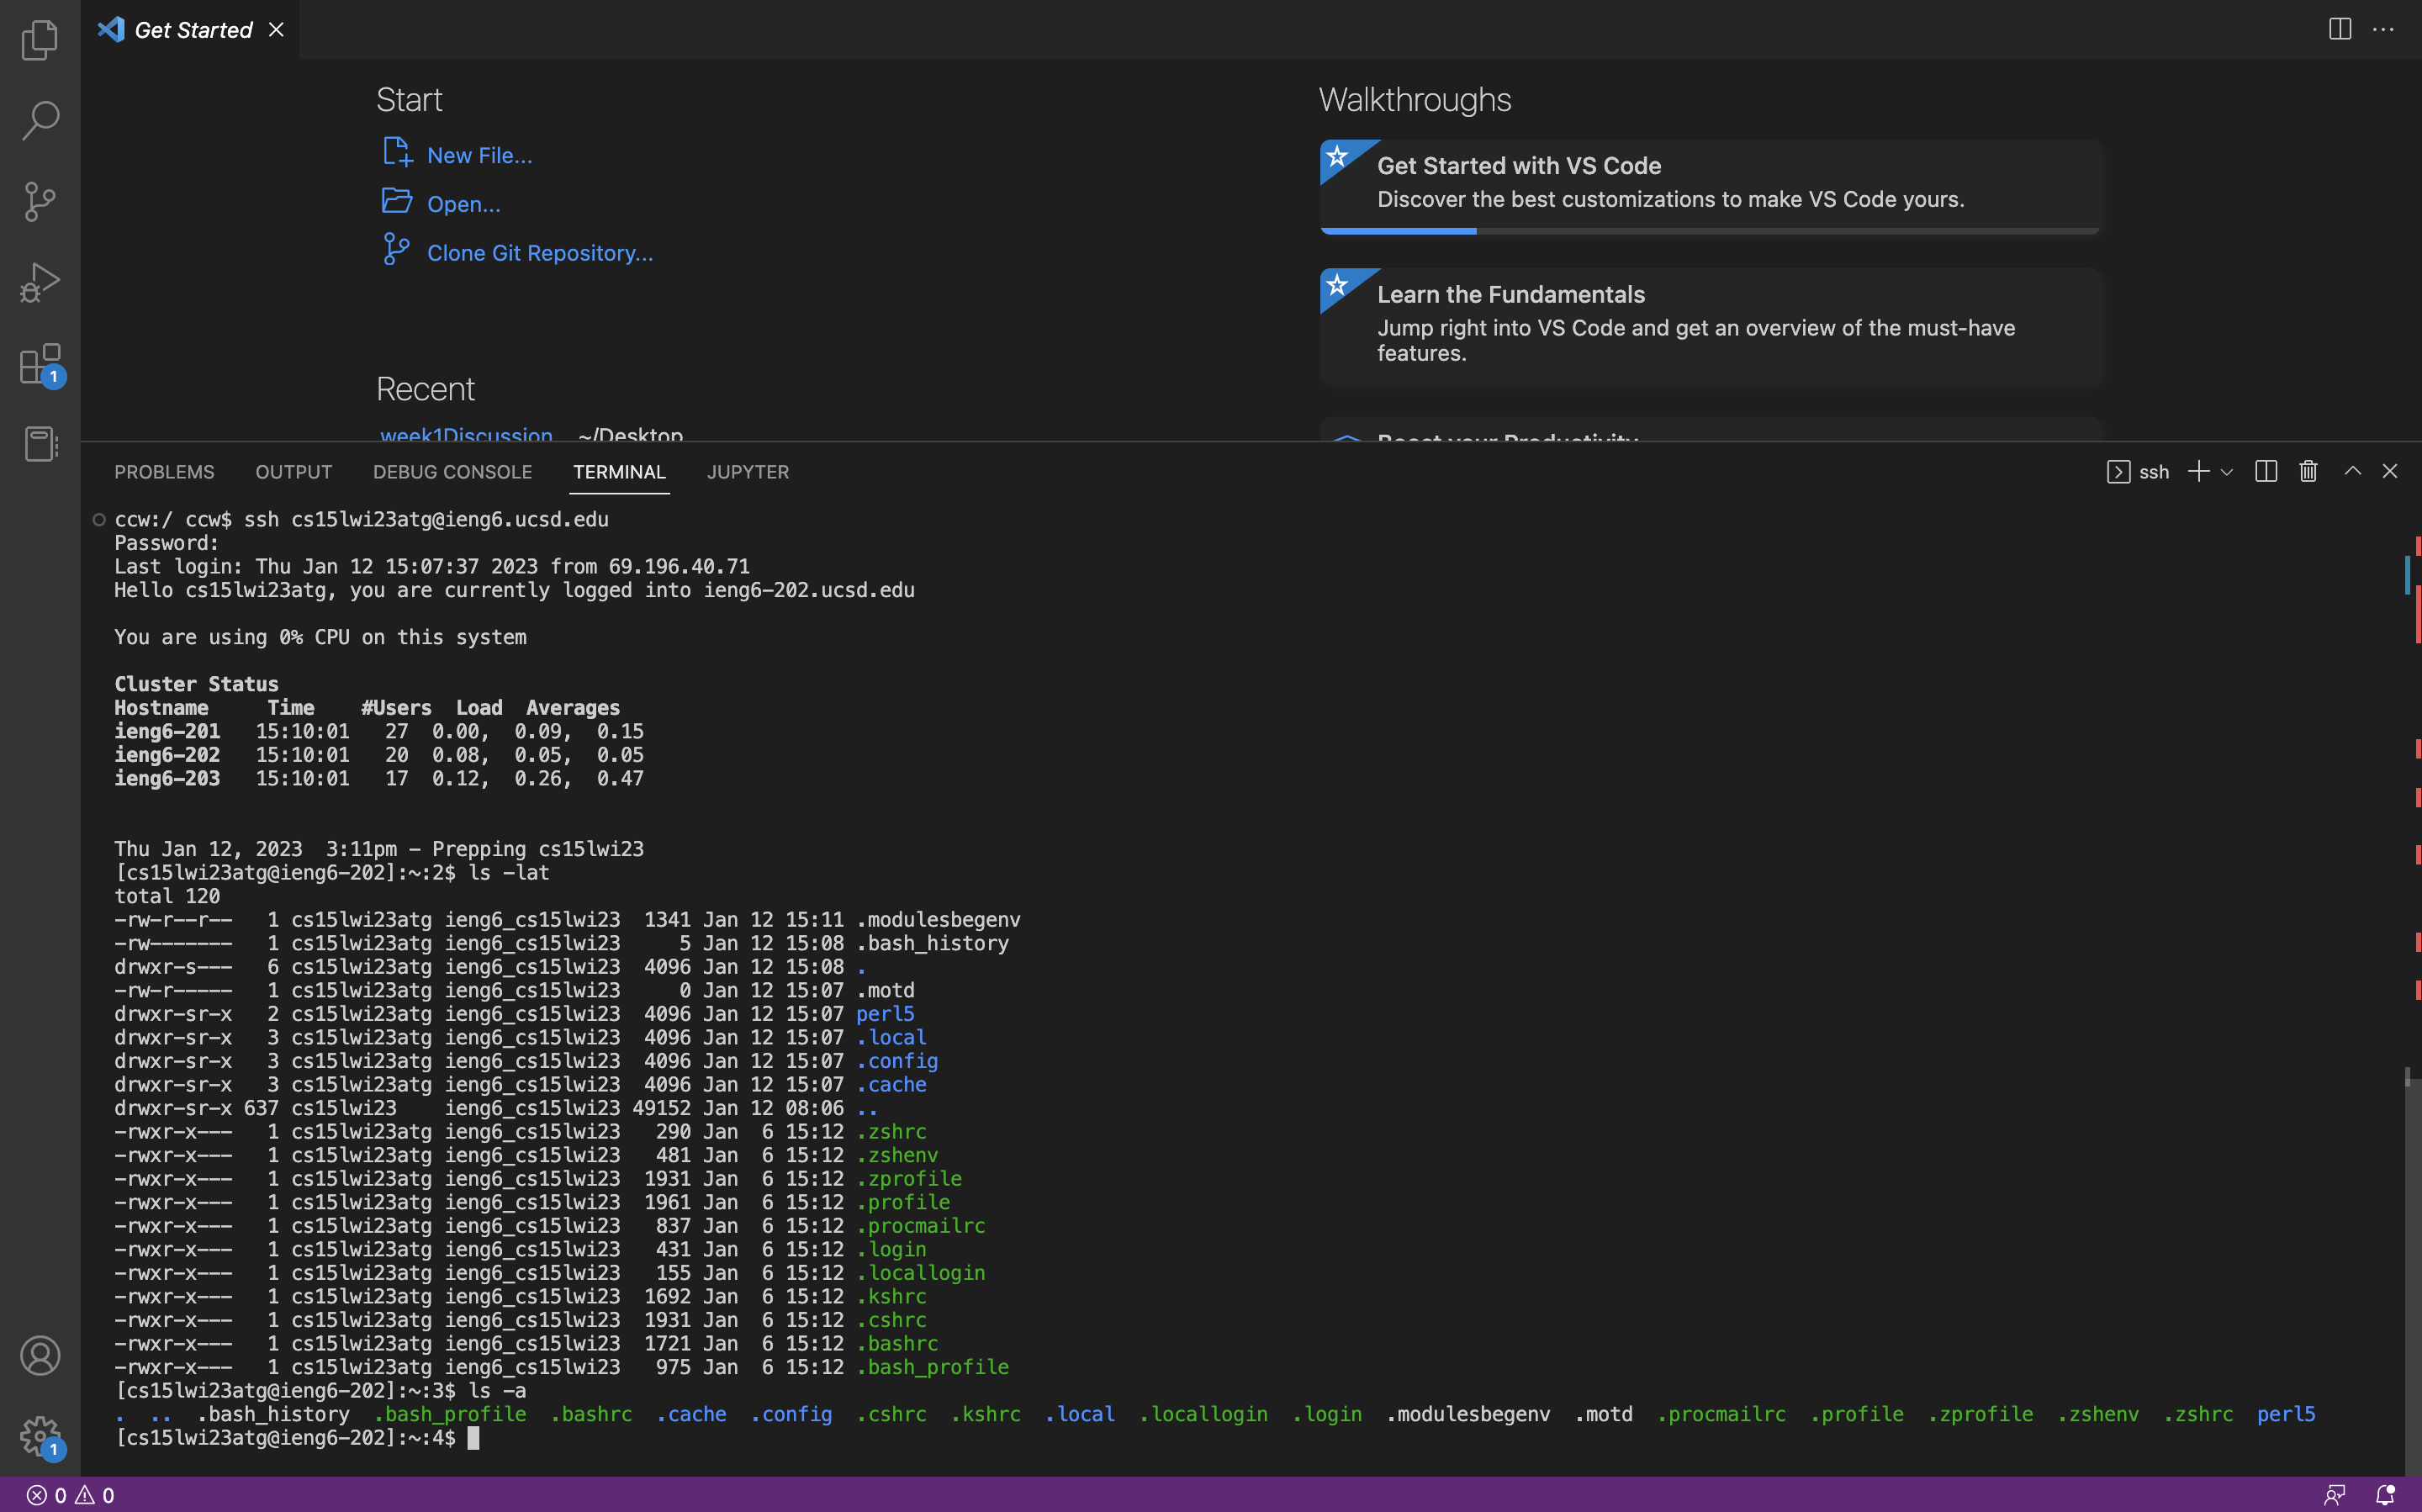 Get Started
Start
New File...
Open...
Clone Git Repository...
Recent
week1Discussion ~/Desktop
Walkthroughs
Get Started with VS Code
Discover the best customizations to make VS Code yours.
Learn the Fundamentals
Jump right into VS Code and get an overview of the must-have
features.
Boost your Productivity
1
PROBLEMS OUTPUT DEBUG CONSOLE TERMINAL JUPYTER
ssh
ccw:/ ccw$ ssh cs15lwi23atg@ieng6.ucsd.edu
Password:
Last login: Thu Jan 12 15:07:37 2023 from 69.196.40.71
Hello cs15lwi23atg, you are currently logged into ieng6-202.ucsd.edu
You are using 0% CPU on this system
Cluster Status
Hostname     Time    #Users  Load  Averages
ieng6-201   15:10:01   27  0.00,  0.09,  0.15
ieng6-202   15:10:01   20  0.08,  0.05,  0.05
ieng6-203   15:10:01   17  0.12,  0.26,  0.47
Thu Jan 12, 2023  3:11pm - Prepping cs15lwi23
[cs15lwi23atg@ieng6-202]:~:2$ ls -lat
total 120
-rw-r--r--   1 cs15lwi23atg ieng6_cs15lwi23  1341 Jan 12 15:11 .modulesbegenv
-rw-------   1 cs15lwi23atg ieng6_cs15lwi23     5 Jan 12 15:08 .bash_history
drwxr-s---   6 cs15lwi23atg ieng6_cs15lwi23  4096 Jan 12 15:08 .
-rw-r-----   1 cs15lwi23atg ieng6_cs15lwi23     0 Jan 12 15:07 .motd
drwxr-sr-x   2 cs15lwi23atg ieng6_cs15lwi23  4096 Jan 12 15:07 perl5
drwxr-sr-x   3 cs15lwi23atg ieng6_cs15lwi23  4096 Jan 12 15:07 .local
drwxr-sr-x   3 cs15lwi23atg ieng6_cs15lwi23  4096 Jan 12 15:07 .config
drwxr-sr-x   3 cs15lwi23atg ieng6_cs15lwi23  4096 Jan 12 15:07 .cache
drwxr-sr-x 637 cs15lwi23    ieng6_cs15lwi23 49152 Jan 12 08:06 ..
-rwxr-x---   1 cs15lwi23atg ieng6_cs15lwi23   290 Jan  6 15:12 .zshrc
-rwxr-x---   1 cs15lwi23atg ieng6_cs15lwi23   481 Jan  6 15:12 .zshenv
-rwxr-x---   1 cs15lwi23atg ieng6_cs15lwi23  1931 Jan  6 15:12 .zprofile
-rwxr-x---   1 cs15lwi23atg ieng6_cs15lwi23  1961 Jan  6 15:12 .profile
-rwxr-x---   1 cs15lwi23atg ieng6_cs15lwi23   837 Jan  6 15:12 .procmailrc
-rwxr-x---   1 cs15lwi23atg ieng6_cs15lwi23   431 Jan  6 15:12 .login
-rwxr-x---   1 cs15lwi23atg ieng6_cs15lwi23   155 Jan  6 15:12 .locallogin
-rwxr-x---   1 cs15lwi23atg ieng6_cs15lwi23  1692 Jan  6 15:12 .kshrc
-rwxr-x---   1 cs15lwi23atg ieng6_cs15lwi23  1931 Jan  6 15:12 .cshrc
-rwxr-x---   1 cs15lwi23atg ieng6_cs15lwi23  1721 Jan  6 15:12 .bashrc
-rwxr-x---   1 cs15lwi23atg ieng6_cs15lwi23   975 Jan  6 15:12 .bash_profile
[cs15lwi23atg@ieng6-202]:~:3$ ls -a
.  ..  .bash_history  .bash_profile  .bashrc  .cache  .config  .cshrc  .kshrc  .local  .locallogin  .login  .modulesbegenv  .motd  .procmailrc  .profile  .zprofile  .zshenv  .zshrc  perl5
[cs15lwi23atg@ieng6-202]:~:4$
1
0 0